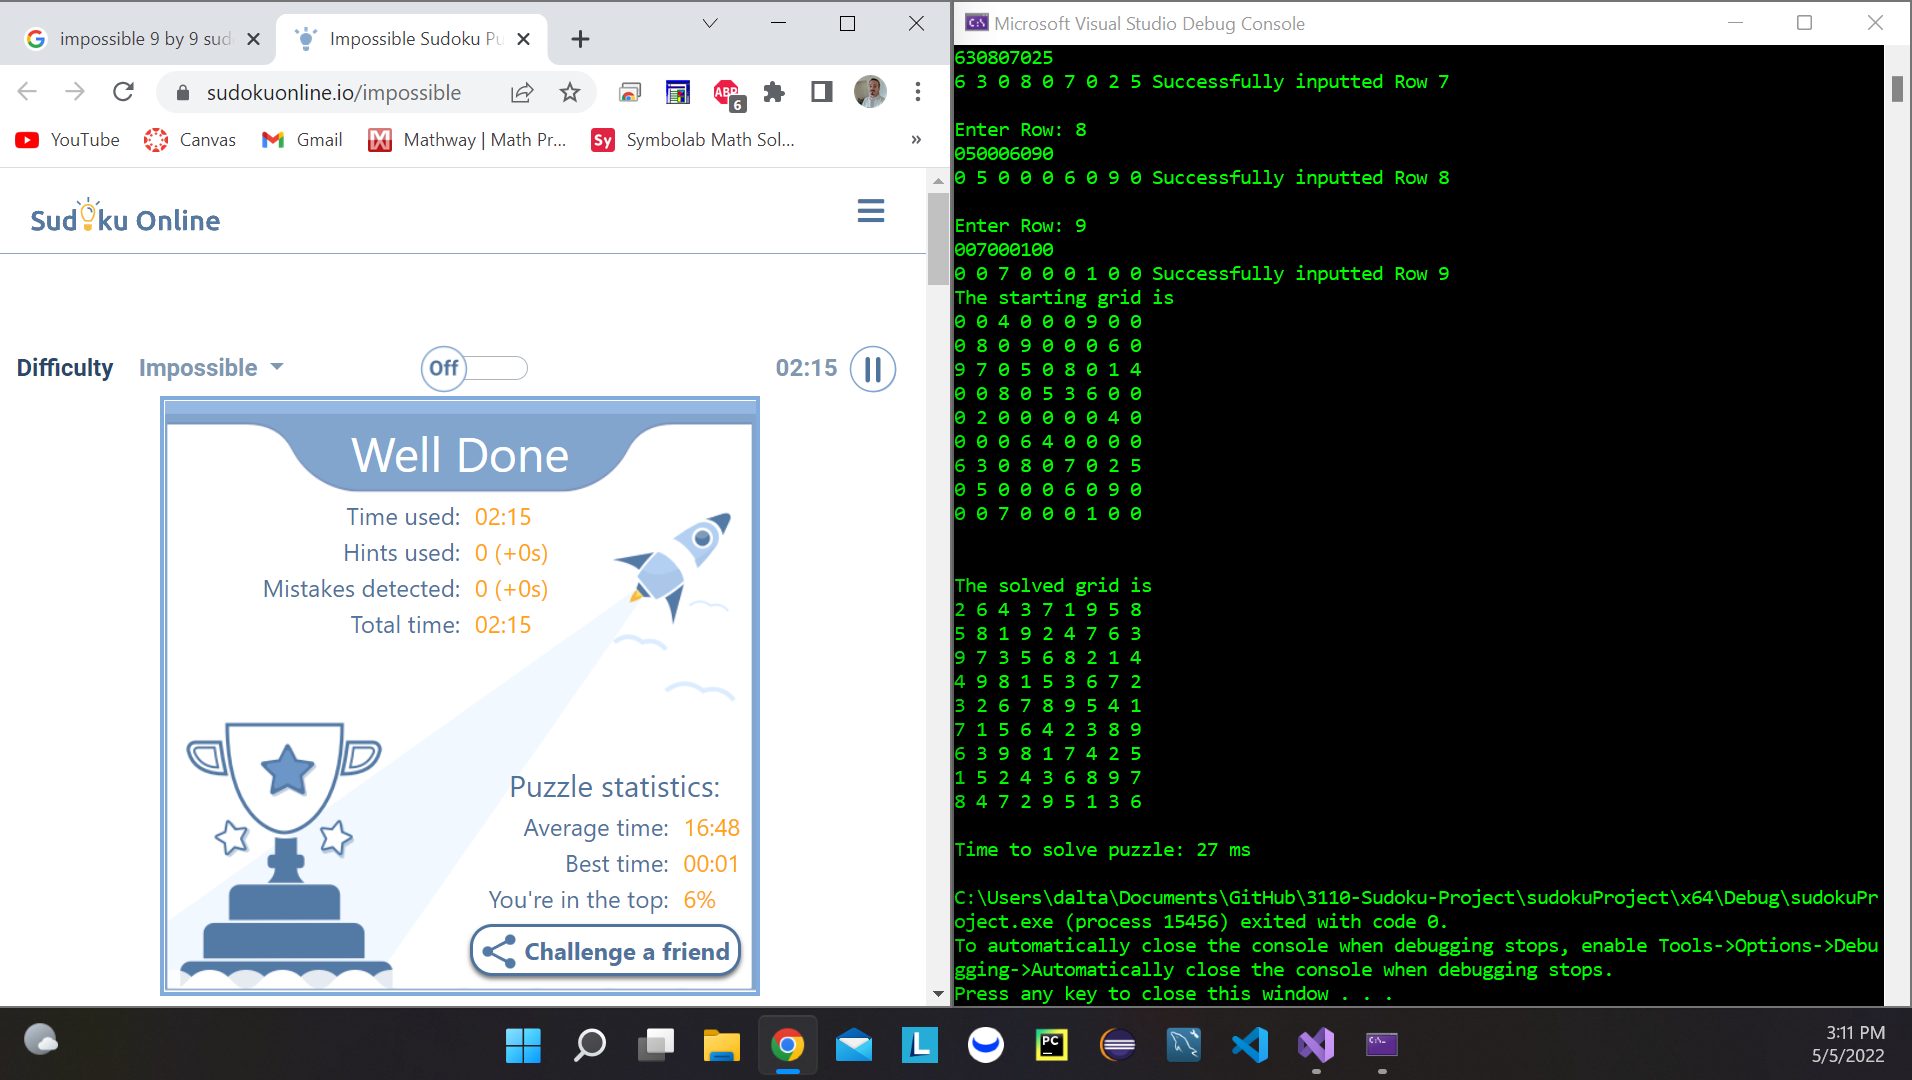 impossible 9 by 9 sud
Impossible Sudoku Pu
sudokuonline.io/impossible
ABP
6
YouTube
Canvas
Gmail
Mathway | Math Pr...
Sy
Symbolab Math Sol...
»
Sudoku Online
Difficulty
Impossible
Off
02:15
Well Done
Time used: 02:15
Hints used: 0 (+0s)
Mistakes detected: 0 (+0s)
Total time: 02:15
Puzzle statistics:
Average time: 16:48
Best time: 00:01
You're in the top: 6%
Challenge a friend
Microsoft Visual Studio Debug Console
630807025
6 3 0 8 0 7 0 2 5 Successfully inputted Row 7
Enter Row: 8
050006090
0 5 0 0 0 6 0 9 0 Successfully inputted Row 8
Enter Row: 9
007000100
0 0 7 0 0 0 1 0 0 Successfully inputted Row 9
The starting grid is
0 0 4 0 0 0 9 0 0
0 8 0 9 0 0 0 6 0
9 7 0 5 0 8 0 1 4
0 0 8 0 5 3 6 0 0
0 2 0 0 0 0 0 4 0
0 0 0 6 4 0 0 0 0
6 3 0 8 0 7 0 2 5
0 5 0 0 0 6 0 9 0
0 0 7 0 0 0 1 0 0
The solved grid is
2 6 4 3 7 1 9 5 8
5 8 1 9 2 4 7 6 3
9 7 3 5 6 8 2 1 4
4 9 8 1 5 3 6 7 2
3 2 6 7 8 9 5 4 1
7 1 5 6 4 2 3 8 9
6 3 9 8 1 7 4 2 5
1 5 2 4 3 6 8 9 7
8 4 7 2 9 5 1 3 6
Time to solve puzzle: 27 ms
C:\Users\dalta\Documents\GitHub\3110-Sudoku-Project\sudokuProject\x64\Debug\sudokuPr
oject.exe (process 15456) exited with code 0.
To automatically close the console when debugging stops, enable Tools->Options->Debu
gging->Automatically close the console when debugging stops.
Press any key to close this window . . .
L
PC
3:11 PM
5/5/2022